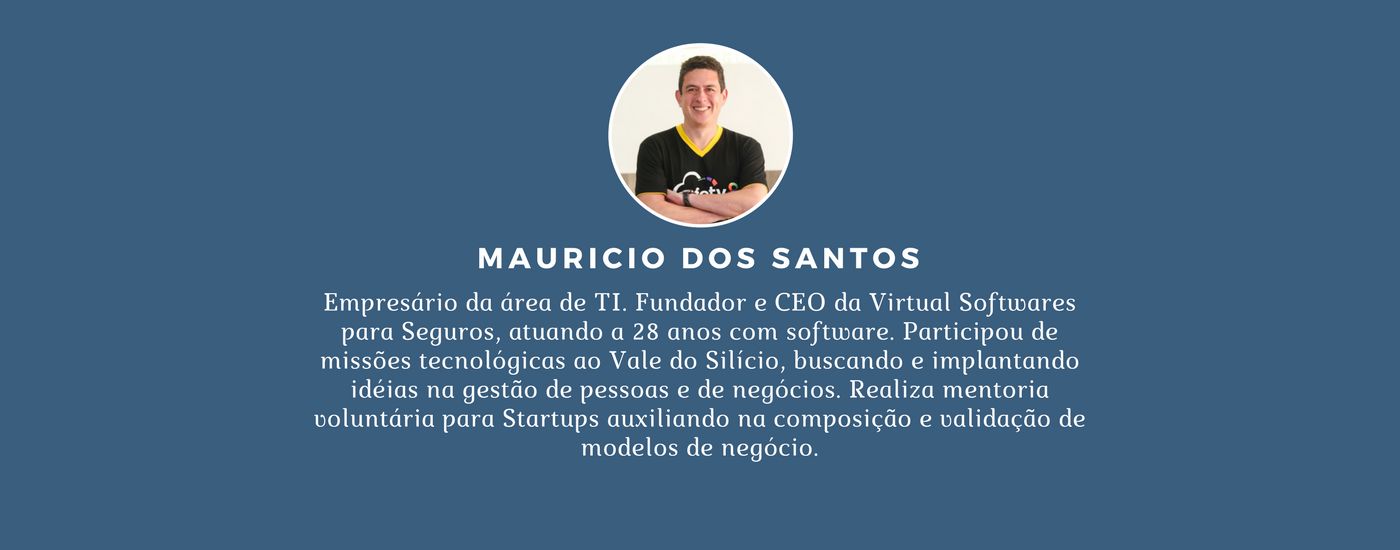 MAURICIO DOS SANTOS
Empresário da área de TI. Fundador e CEO da Virtual Softwares
para Seguros, atuando a 28 anos com software. Participou de
missões tecnológicas ao Vale do Silício, buscando e implantando
idéias na gestão de pessoas e de negócios. Realiza mentoria
voluntária para Startups auxiliando na composição e validação de
modelos de negócio.